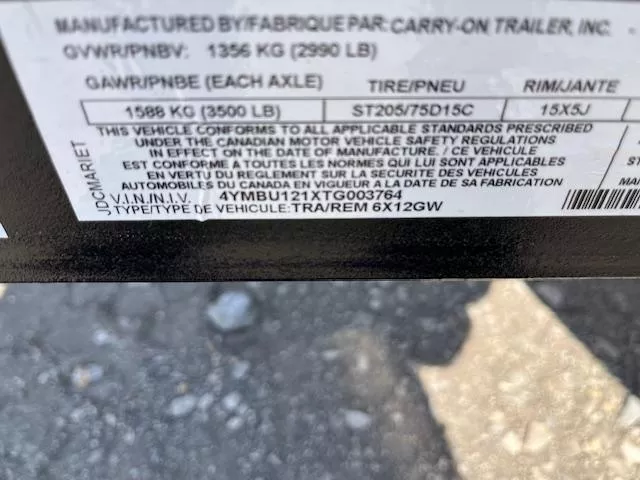 MANUFACTURED BY/FABRIQUE PAR: CARRY-ON TRAILER, INC.
GVWR/PNBV: 1356 KG (2990 LB)
GAWR/PNBE (EACH AXLE) TIRE/PNEU RIM/JANTE
1588 KG (3500 LB) ST205/75D15C 15X5J
THIS VEHICLE CONFORMS TO ALL APPLICABLE STANDARDS PRESCRIBED
UNDER THE CANADIAN MOTOR VEHICLE SAFETY REGULATIONS
IN EFFECT ON THE DATE OF MANUFACTURE. / CE VEHICULE EST
CONFORME A TOUTES LES NORMES QUI LUI SONT APPLICABLES
EN VERTU DU REGLEMENT SUR LA SECURITE DES VEHICULES
AUTOMOBILES DU CANADA EN VIGUEUR A LA DATE DE SA FABRICATION
V.I.N./N.I.V. 4YMBU121XTG003764
TYPE/TYPE DE VEHICULE: TRA/REM 6X12GW
JDCMARIET